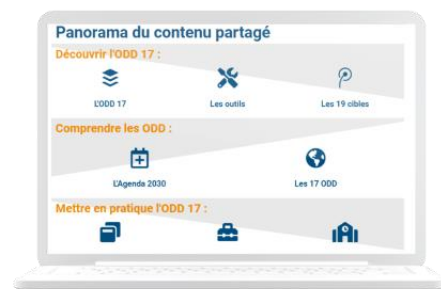 Panorama du contenu partagé
Découvrir l'ODD 17 :
L'ODD 17 Les outils Les 19 cibles
Comprendre les ODD :
L'Agenda 2030 Les 17 ODD
Mettre en pratique l'ODD 17 :